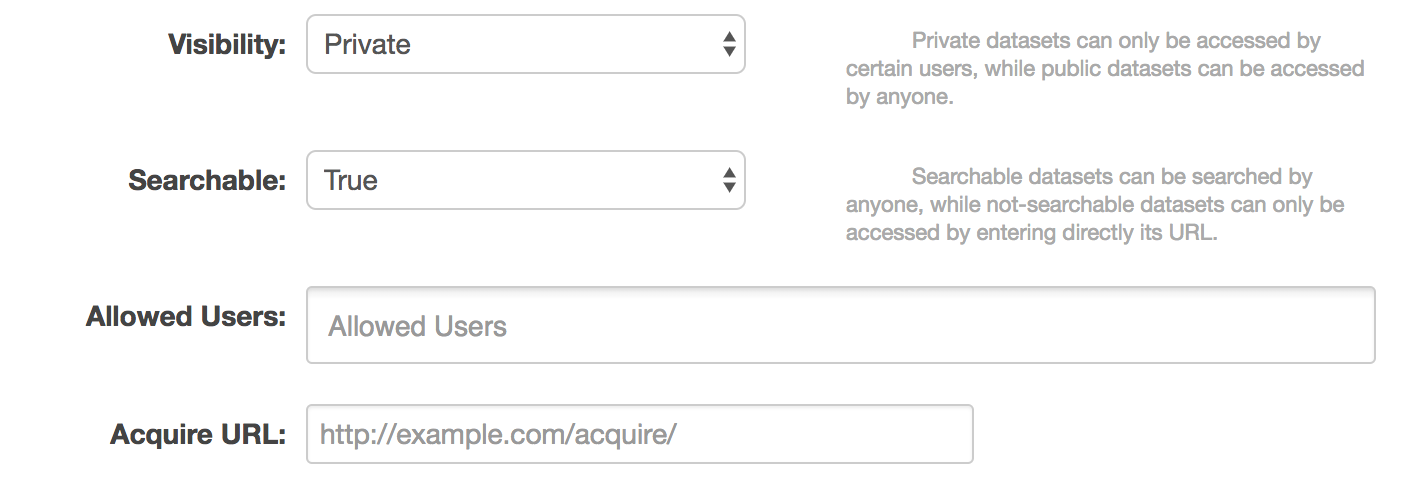 Visibility: Private
Private datasets can only be accessed by
certain users, while public datasets can be accessed
by anyone.
Searchable: True
Searchable datasets can be searched by
anyone, while not-searchable datasets can only be
accessed by entering directly its URL.
Allowed Users: Allowed Users
Acquire URL: http://example.com/acquire/